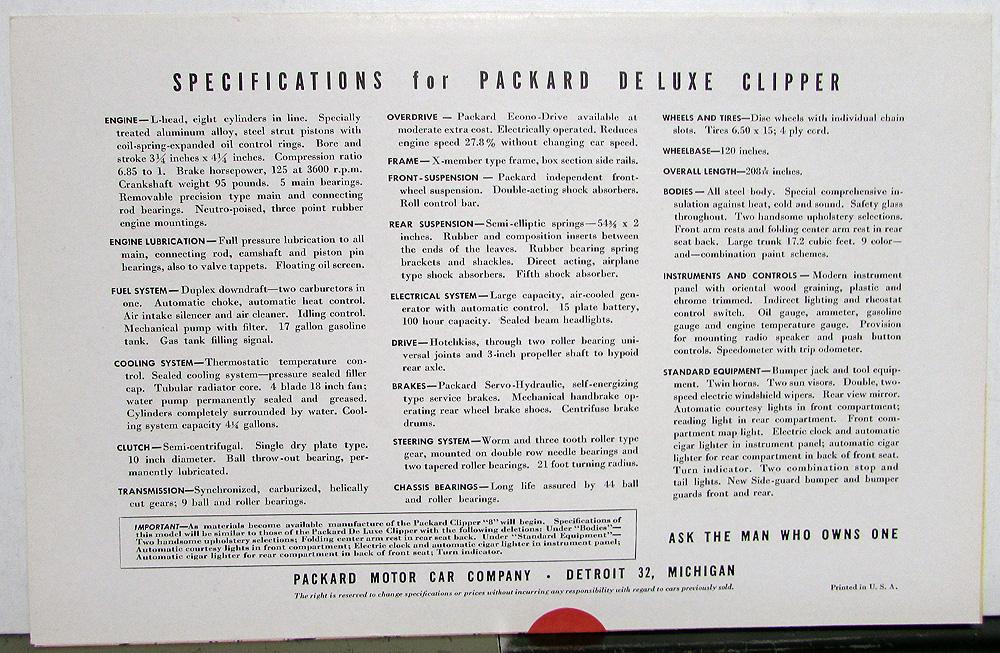 SPECIFICATIONS for PACKARD DE LUXE CLIPPER
ENGINE—L-head, eight cylinders in line. Specially
treated aluminum alloy, steel strut pistons with
coil-spring-expanded oil control rings. Bore and
stroke 3¼ inches x 4¼ inches. Compression ratio
6.85 to 1. Brake horsepower, 125 at 3600 r.p.m.
Crankshaft weight 95 pounds. 5 main bearings.
Removable precision type main and connecting
rod bearings. Neutro-poised, three point rubber
engine mountings.
ENGINE LUBRICATION—Full pressure lubrication to all
main, connecting rod, camshaft and piston pin
bearings, also to valve tappets. Floating oil screen.
FUEL SYSTEM—Duplex downdraft—two carburetors in
one. Automatic choke, automatic heat control.
Air intake silencer and air cleaner. Idling control.
Mechanical pump with filter. 17 gallon gasoline
tank. Gas tank filling signal.
COOLING SYSTEM—Thermostatic temperature con-
trol. Sealed cooling system—pressure sealed filler
cap. Tubular radiator core. 4 blade 18 inch fan;
water pump permanently sealed and greased.
Cylinders completely surrounded by water. Cool-
ing system capacity 4¼ gallons.
CLUTCH—Semi-centrifugal. Single dry plate type.
10 inch diameter. Ball throw-out bearing, per-
manently lubricated.
TRANSMISSION—Synchronized, carburized, helically
cut gears; 9 ball and roller bearings.
OVERDRIVE — Packard Econo-Drive available at
moderate extra cost. Electrically operated. Reduces
engine speed 27.8% without changing car speed.
FRAME— X-member type frame, box section side rails.
FRONT-SUSPENSION — Packard independent front-
wheel suspension. Double-acting shock absorbers.
Roll control bar.
REAR SUSPENSION—Semi-elliptic springs—54¾ x 2
inches. Rubber and composition inserts between
the ends of the leaves. Rubber bearing spring
brackets and shackles. Direct acting, airplane
type shock absorbers. Fifth shock absorber.
ELECTRICAL SYSTEM—Large capacity, air-cooled gen-
erator with automatic control. 15 plate battery,
100 hour capacity. Sealed beam headlights.
DRIVE—Hotchkiss, through two roller bearing uni-
versal joints and 3-inch propeller shaft to hypoid
rear axle.
BRAKES—Packard Servo-Hydraulic, self-energizing
type service brakes. Mechanical handbrake op-
erating rear wheel brake shoes. Centrifuse brake
drums.
STEERING SYSTEM—Worm and three tooth roller type
gear, mounted on double row needle bearings and
two tapered roller bearings. 21 foot turning radius.
CHASSIS BEARINGS—Long life assured by 44 ball
and roller bearings.
WHEELS AND TIRES—Disc wheels with individual chain
slots. Tires 6.50 x 15; 4 ply cord.
WHEELBASE—120 inches.
OVERALL LENGTH— inches.
BODIES — All steel body. Special comprehensive in-
sulation against heat, cold and sound. Safety glass
throughout. Two handsome upholstery selections.
Front arm rests and folding center arm rest in rear
seat back. Large trunk 17.2 cubic feet. 9 color—
and—combination paint schemes.
INSTRUMENTS AND CONTROLS — Modern instrument
panel with oriental wood graining, plastic and
chrome trimmed. Indirect lighting and rheostat
control switch. Oil gauge, ammeter, gasoline
gauge and engine temperature gauge. Provision
for mounting radio speaker and push button
controls. Speedometer with trip odometer.
STANDARD EQUIPMENT—Bumper jack and tool equip-
ment. Twin horns. Two sun visors. Double, two-
speed electric windshield wipers. Rear view mirror.
Automatic courtesy lights in front compartment;
reading light in rear compartment. Front com-
partment map light. Electric clock and automatic
cigar lighter in instrument panel; automatic cigar
lighter for rear compartment in back of front seat.
Turn indicator. Two combination stop and
tail lights. New Side-guard bumper and bumper
guards front and rear.
IMPORTANT—As materials become available manufacture of the Packard Clipper "8" will begin. Specifications of
this model will be similar to those of the Packard De Luxe Clipper with the following deletions: Under "Bodies"—
Two handsome upholstery selections; Folding center arm rest in rear seat back. Under "Standard Equipment"—
Automatic courtesy lights in front compartment; Electric clock and automatic cigar lighter in instrument panel;
Automatic cigar lighter for rear compartment in back of front seat; Turn indicator.
ASK THE MAN WHO OWNS ONE
PACKARD MOTOR CAR COMPANY • DETROIT 32, MICHIGAN
The right is reserved to change specifications or prices without incurring any responsibility with regard to cars previously sold.
Printed in U. S. A.